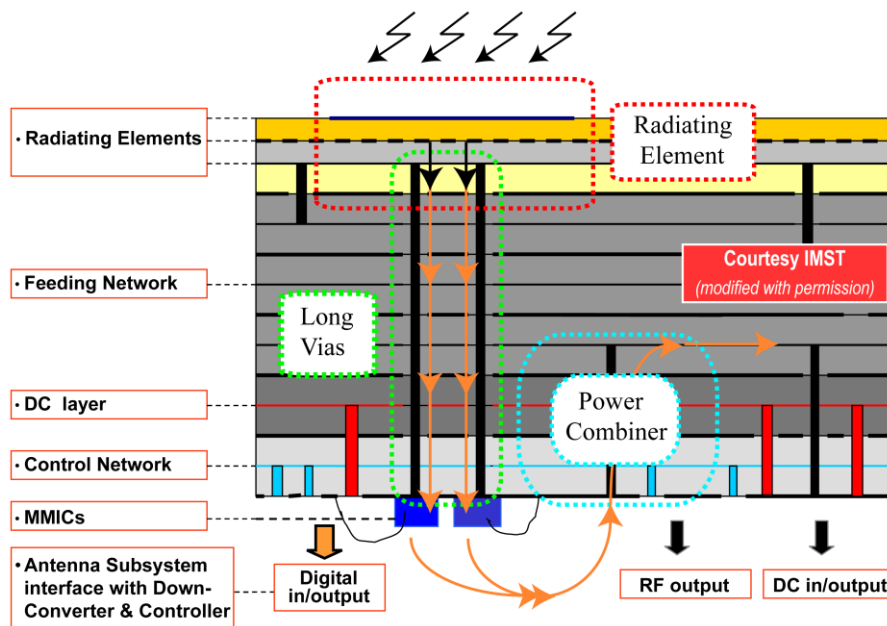 · Radiating Elements
Radiating
Element
· Feeding Network
Courtesy IMST
(modified with permission)
Long
Vias
· DC layer
Power
Combiner
· Control Network
· MMICs
· Antenna Subsystem
interface with Down-
Converter & Controller
Digital
in/output
RF output
DC in/output